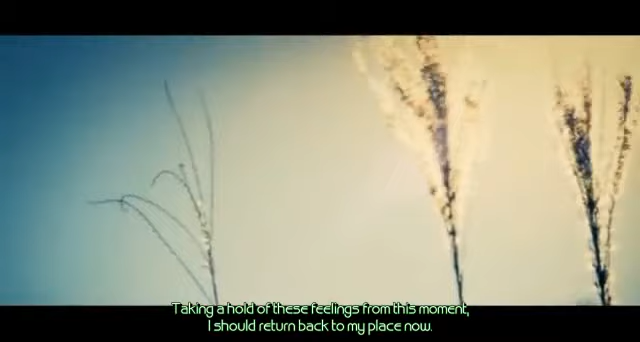 Taking a hold of these feelings from this moment,
I should return back to my place now.